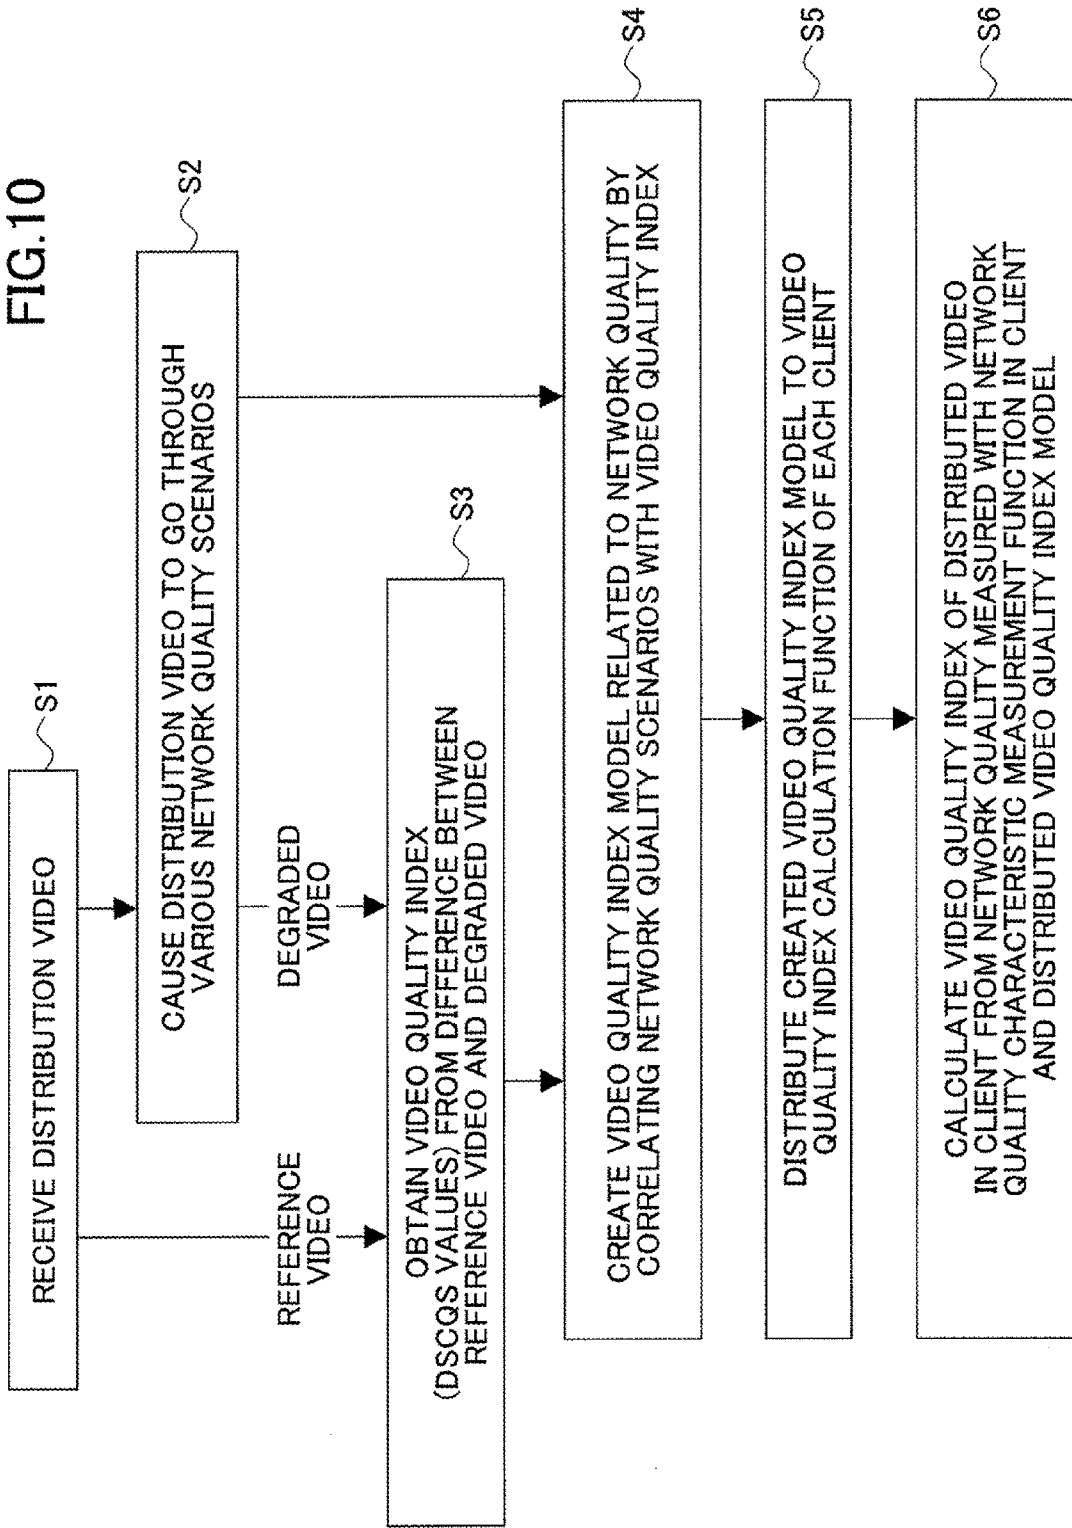 FIG.10
RECEIVE DISTRIBUTION VIDEO
S1
CAUSE DISTRIBUTION VIDEO TO GO THROUGH
VARIOUS NETWORK QUALITY SCENARIOS
S2
REFERENCE
VIDEO
DEGRADED
VIDEO
OBTAIN VIDEO QUALITY INDEX
(DSCQS VALUES) FROM DIFFERENCE BETWEEN
REFERENCE VIDEO AND DEGRADED VIDEO
S3
CREATE VIDEO QUALITY INDEX MODEL RELATED TO NETWORK QUALITY BY
CORRELATING NETWORK QUALITY SCENARIOS WITH VIDEO QUALITY INDEX
S4
DISTRIBUTE CREATED VIDEO QUALITY INDEX MODEL TO VIDEO
QUALITY INDEX CALCULATION FUNCTION OF EACH CLIENT
S5
CALCULATE VIDEO QUALITY INDEX OF DISTRIBUTED VIDEO
IN CLIENT FROM NETWORK QUALITY MEASURED WITH NETWORK
QUALITY CHARACTERISTIC MEASUREMENT FUNCTION IN CLIENT
AND DISTRIBUTED VIDEO QUALITY INDEX MODEL
S6